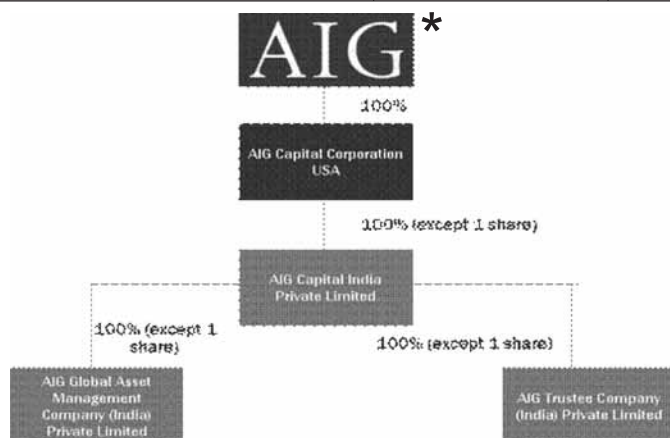 AIG*
100%
AIG Capital Corporation
USA
100% (except 1 share)
AIG Capital India
Private Limited
100% (except 1
share)
100% (except 1 share)
AIG Global Asset
Management
Company (India)
Private Limited
AIG Trustee Company
(India) Private Limited